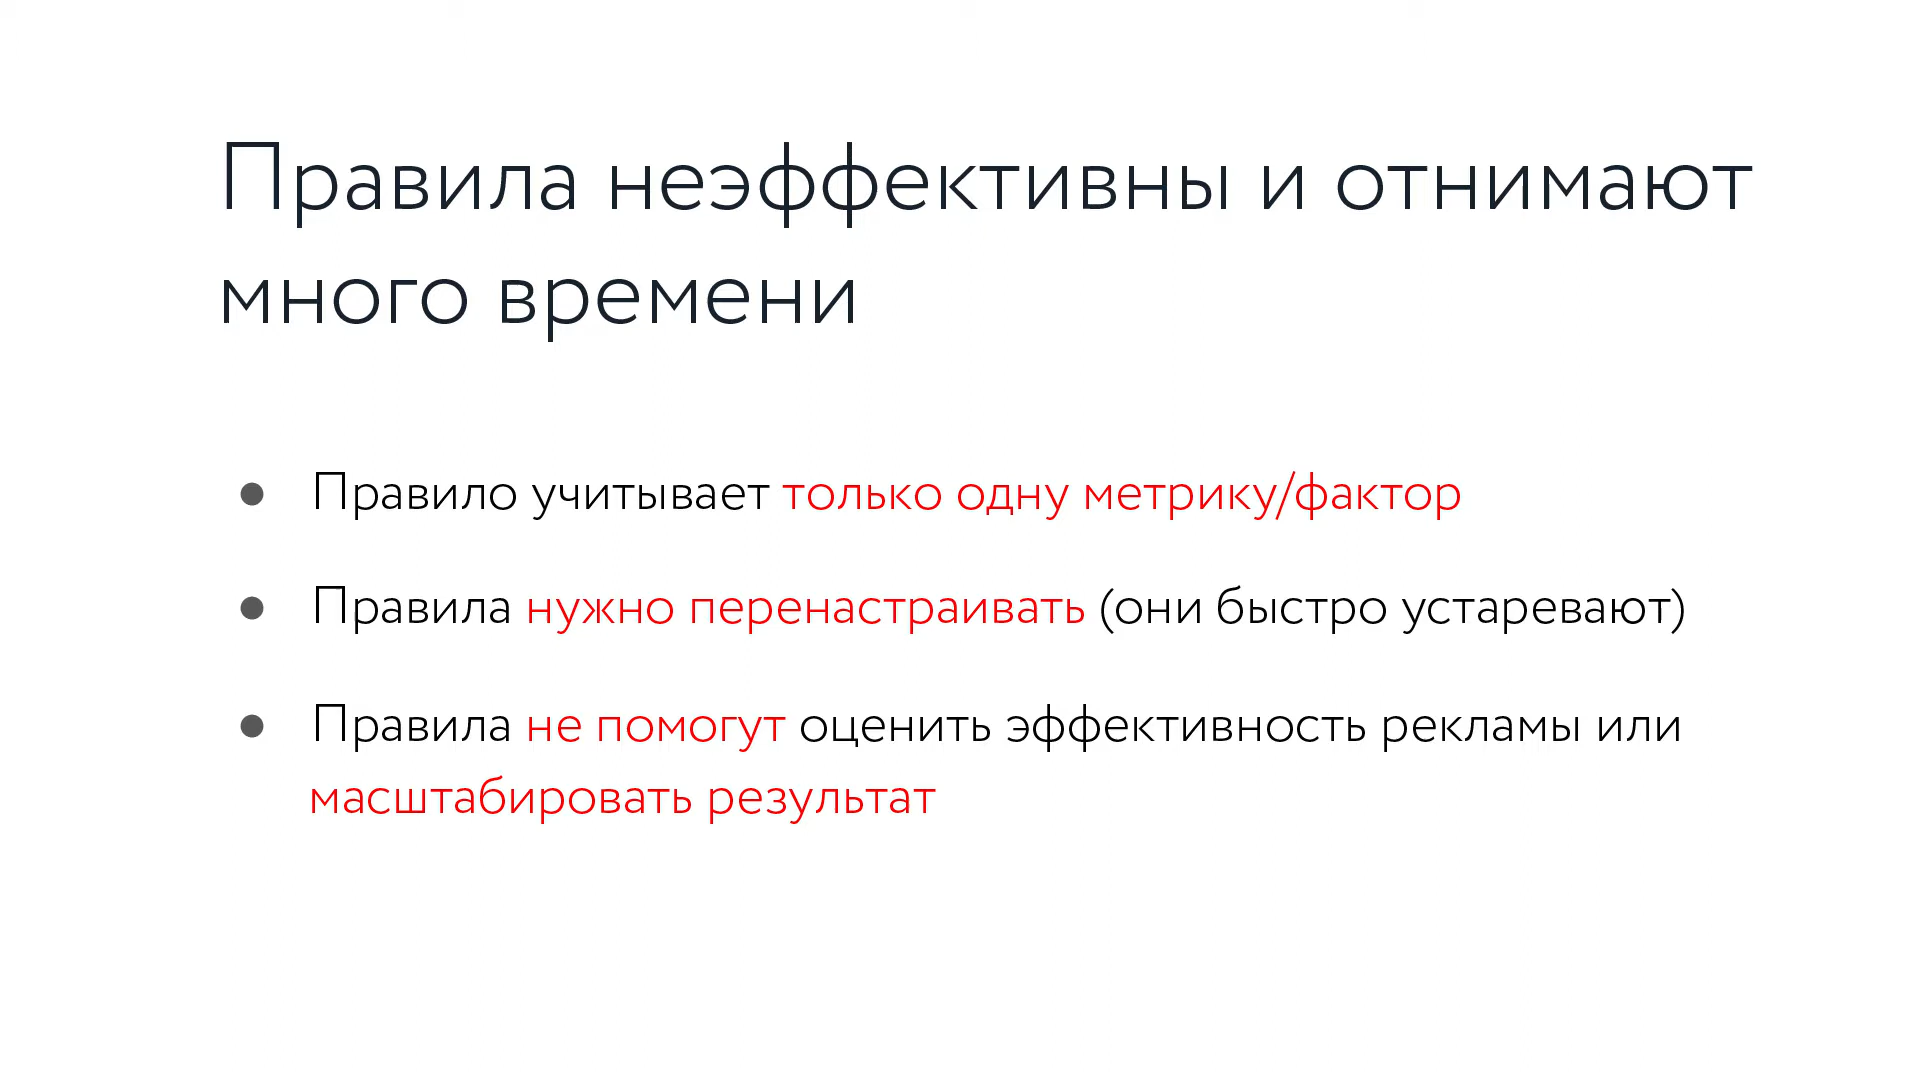 Правила неэффективны и отнимают
много времени
● Правило учитывает только одну метрику/фактор
● Правила нужно перенастраивать (они быстро устаревают)
● Правила не помогут оценить эффективность рекламы или
масштабировать результат